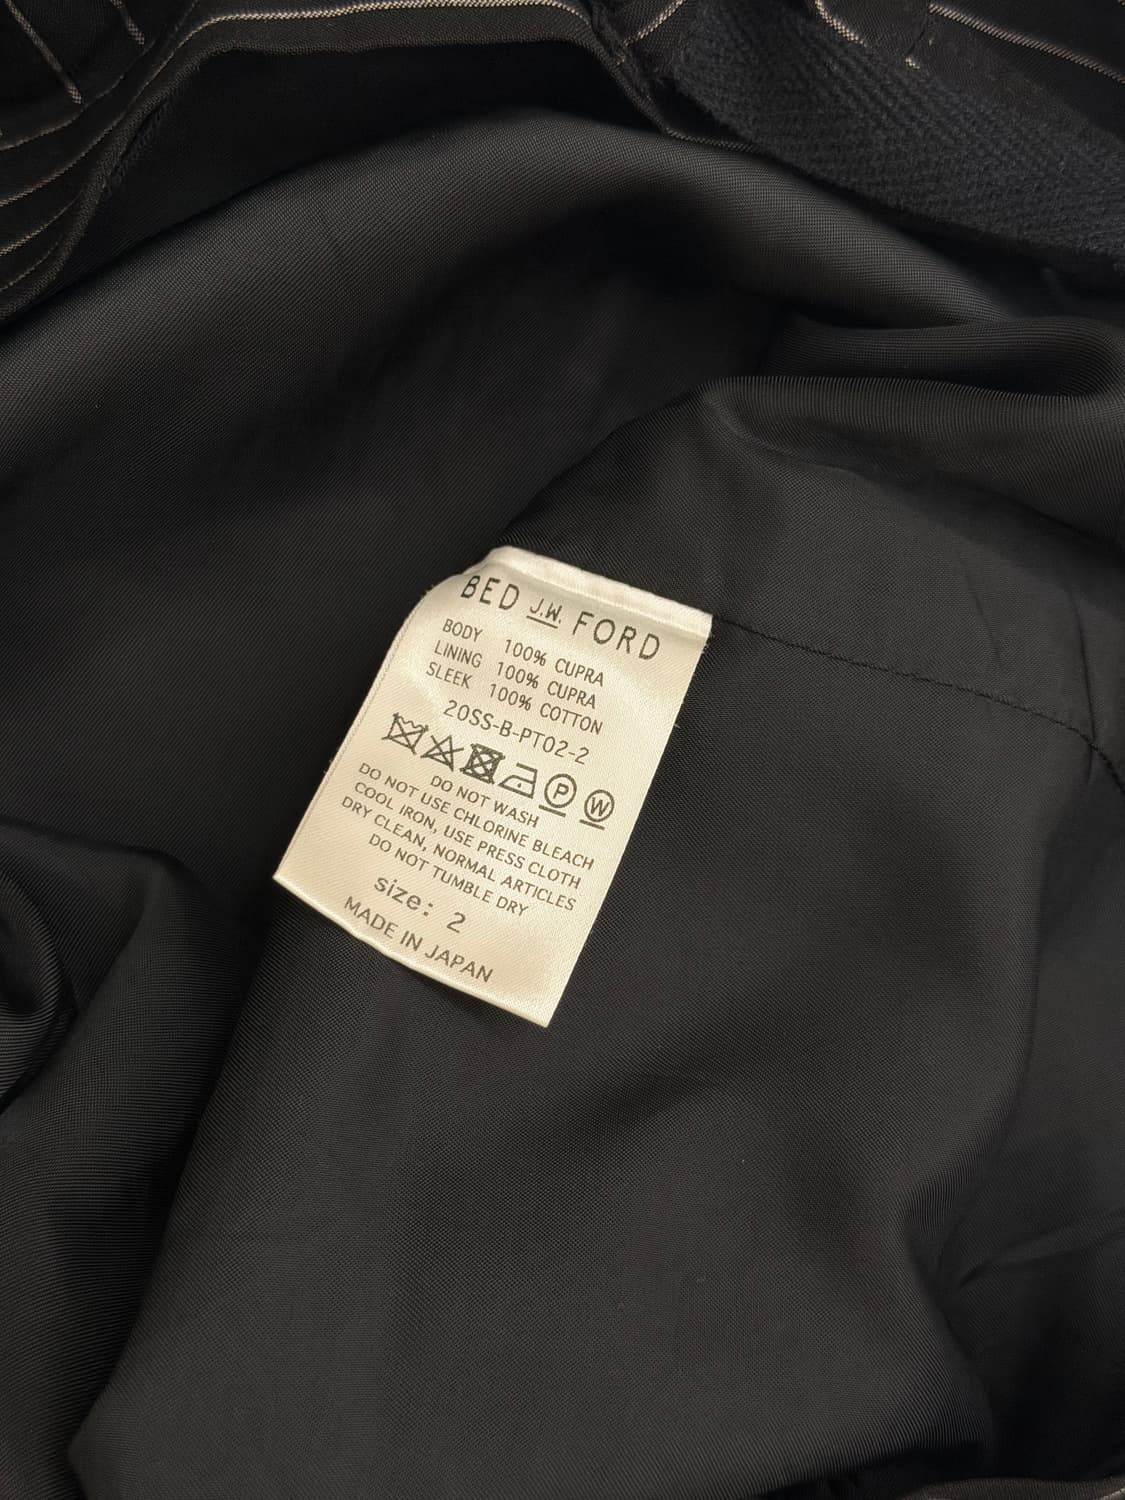 BED J.W. FORD
BODY 100% CUPRA
LINING 100% CUPRA
SLEEK 100% COTTON
20SS-B-PT02-2
P W
DO NOT WASH
DO NOT USE CHLORINE BLEACH
COOL IRON, USE PRESS CLOTH
DRY CLEAN, NORMAL ARTICLES
DO NOT TUMBLE DRY
size: 2
MADE IN JAPAN